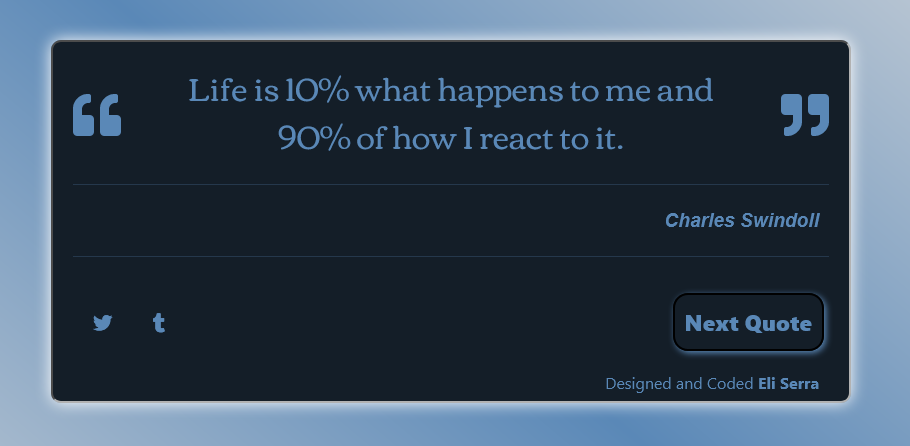 Life is 10% what happens to me and
90% of how I react to it.
Charles Swindoll
Next Quote
Designed and Coded Eli Serra